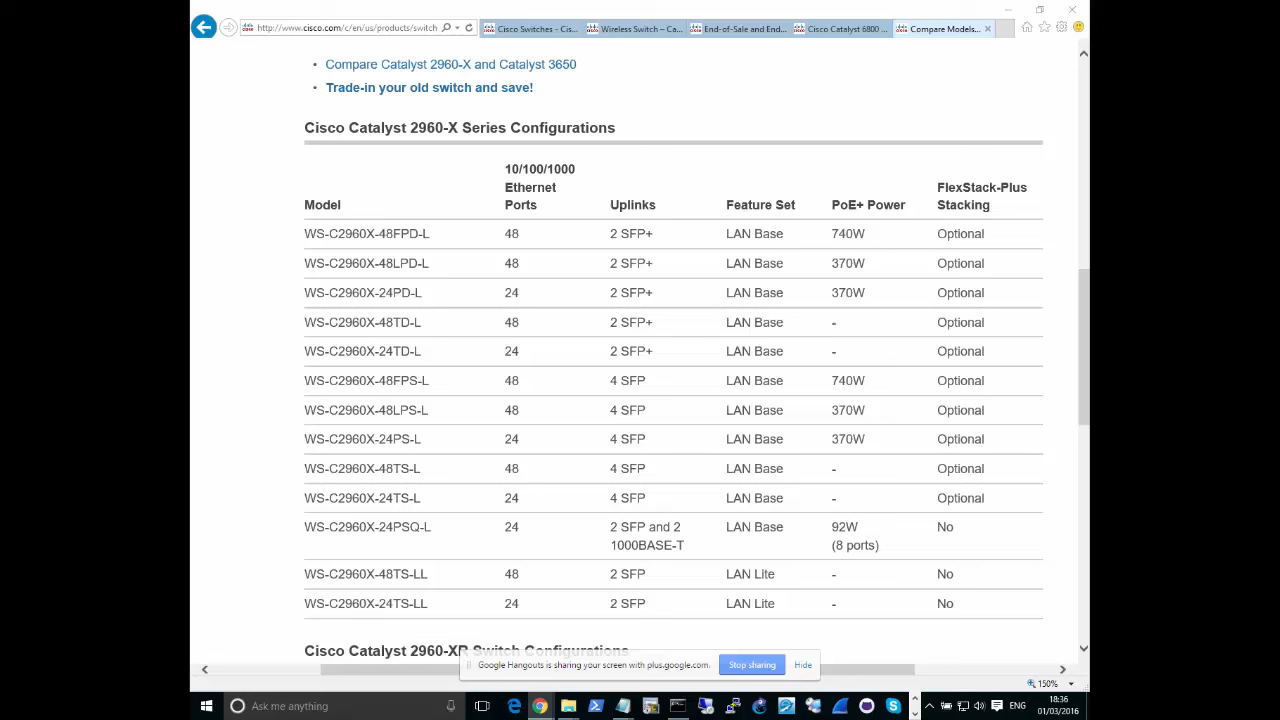 http://www.cisco.com/c/en/us/products/switch
Cisco Switches - Cis...
Wireless Switch – Ca...
End-of-Sale and End...
Cisco Catalyst 6800 ...
Compare Models...
• Compare Catalyst 2960-X and Catalyst 3650
• Trade-in your old switch and save!
Cisco Catalyst 2960-X Series Configurations
Model 10/100/1000 Ethernet Ports Uplinks Feature Set PoE+ Power FlexStack-Plus Stacking
WS-C2960X-48FPD-L 48 2 SFP+ LAN Base 740W Optional
WS-C2960X-48LPD-L 48 2 SFP+ LAN Base 370W Optional
WS-C2960X-24PD-L 24 2 SFP+ LAN Base 370W Optional
WS-C2960X-48TD-L 48 2 SFP+ LAN Base - Optional
WS-C2960X-24TD-L 24 2 SFP+ LAN Base - Optional
WS-C2960X-48FPS-L 48 4 SFP LAN Base 740W Optional
WS-C2960X-48LPS-L 48 4 SFP LAN Base 370W Optional
WS-C2960X-24PS-L 24 4 SFP LAN Base 370W Optional
WS-C2960X-48TS-L 48 4 SFP LAN Base - Optional
WS-C2960X-24TS-L 24 4 SFP LAN Base - Optional
WS-C2960X-24PSQ-L 24 2 SFP and 2 1000BASE-T LAN Base 92W (8 ports) No
WS-C2960X-48TS-LL 48 2 SFP LAN Lite - No
WS-C2960X-24TS-LL 24 2 SFP LAN Lite - No
Cisco Catalyst 2960-XR Switch Configurations
Google Hangouts is sharing your screen with plus.google.com. Stop sharing Hide
150%
Ask me anything
ENG
18:36
01/03/2016